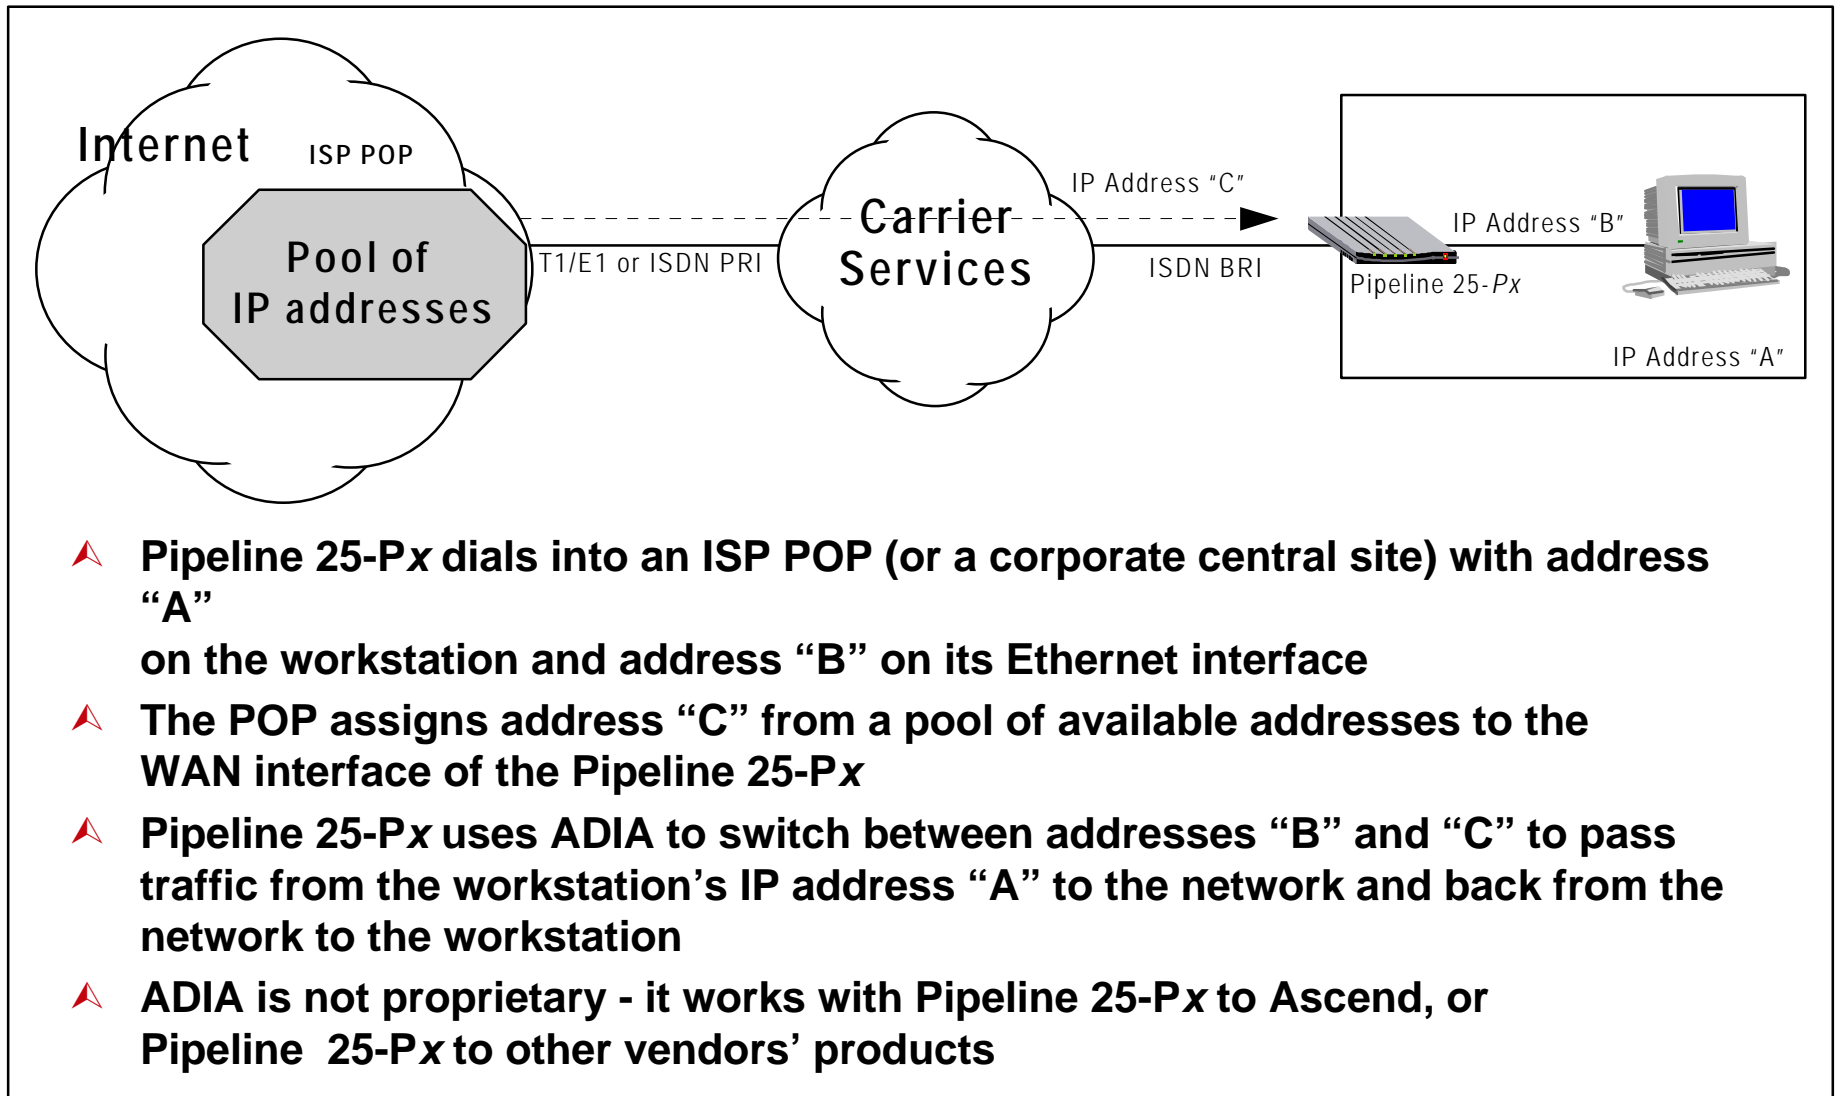 Internet
ISP POP
Pool of
IP addresses
T1/E1 or ISDN PRI
Carrier
Services
IP Address “C”
ISDN BRI
IP Address “B”
Pipeline 25-Px
IP Address “A”
Pipeline 25-Px dials into an ISP POP (or a corporate central site) with address
“A”
on the workstation and address “B” on its Ethernet interface
The POP assigns address “C” from a pool of available addresses to the
WAN interface of the Pipeline 25-Px
Pipeline 25-Px uses ADIA to switch between addresses “B” and “C” to pass
traffic from the workstation’s IP address “A” to the network and back from the
network to the workstation
ADIA is not proprietary - it works with Pipeline 25-Px to Ascend, or
Pipeline 25-Px to other vendors’ products